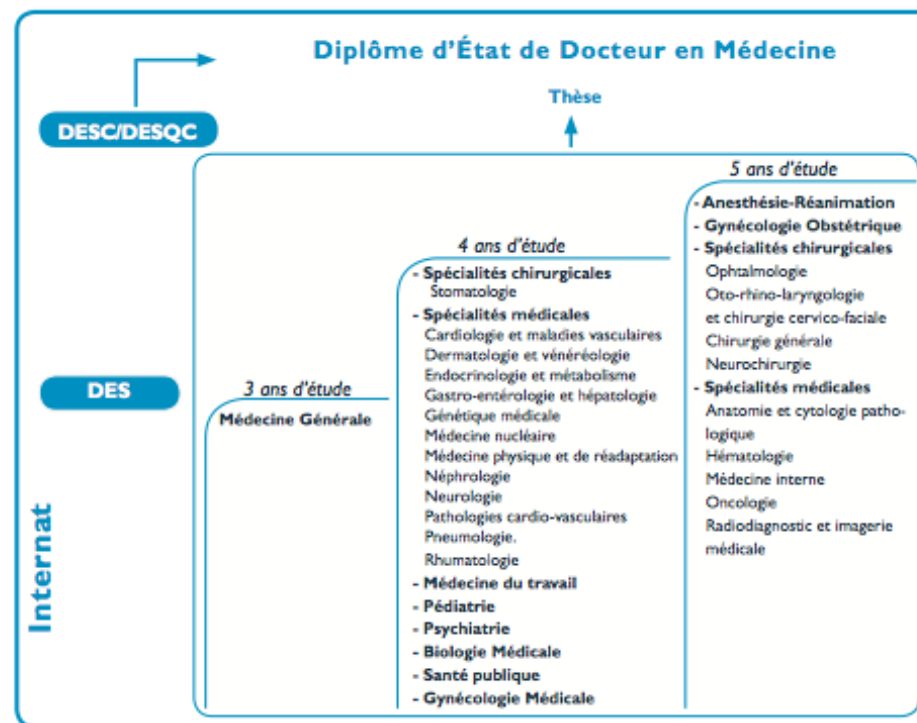 Diplôme d'État de Docteur en Médecine
Thèse
DESC/DESQC
DES
Internat
3 ans d'étude
Médecine Générale
4 ans d'étude
- Spécialités chirurgicales
Stomatologie
- Spécialités médicales
Cardiologie et maladies vasculaires
Dermatologie et vénéréologie
Endocrinologie et métabolisme
Gastro-entérologie et hépatologie
Génétique médicale
Médecine nucléaire
Médecine physique et de réadaptation
Néphrologie
Neurologie
Pathologies cardio-vasculaires
Pneumologie.
Rhumatologie
- Médecine du travail
- Pédiatrie
- Psychiatrie
- Biologie Médicale
- Santé publique
- Gynécologie Médicale
5 ans d'étude
- Anesthésie-Réanimation
- Gynécologie Obstétrique
- Spécialités chirurgicales
Ophtalmologie
Oto-rhino-laryngologie
et chirurgie cervico-faciale
Chirurgie générale
Neurochirurgie
- Spécialités médicales
Anatomie et cytologie patho-
logique
Hématologie
Médecine interne
Oncologie
Radiodiagnostic et imagerie
médicale